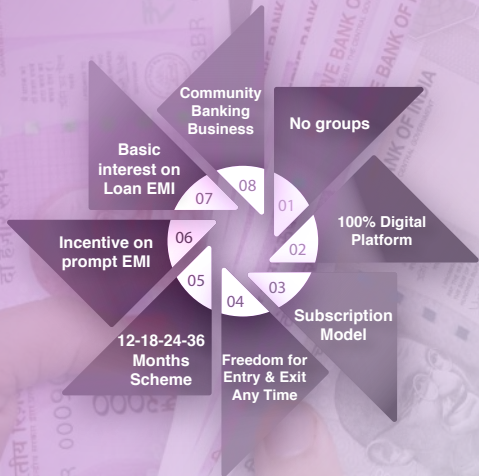 No groups
01
100% Digital
Platform
02
Subscription
Model
03
Freedom for
Entry & Exit
Any Time
04
12-18-24-36
Months
Scheme
05
Incentive on
prompt EMI
06
Basic
interest on
Loan EMI
07
Community
Banking
Business
08